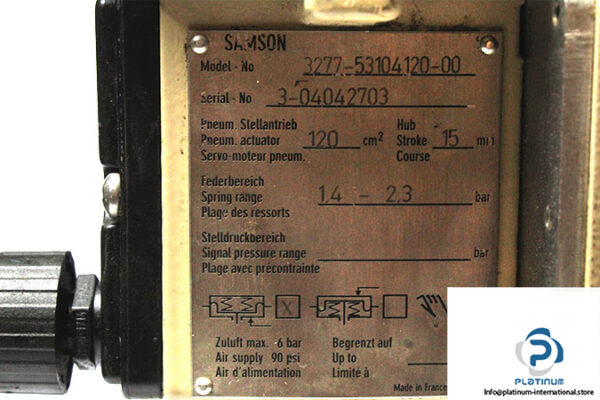 SAMSON
Model - No 3277-53104120-00
Serial - No 3-04042703
Pneum. Stellantrieb
Pneum. actuator 120 cm²
Servo-moteur pneum.
Hub
Stroke 15 mm
Course
Federbereich
Spring range 1.4 - 2.3 bar
Plage des ressorts
Stelldruckbereich
Signal pressure range bar
Plage avec précontrainte
X
Zuluft max. 6 bar
Air supply 90 psi
Air d'alimentation
Begrenzt auf
Up to
Limité à
Made in France
PLATINUM
Info@platinum-international.store